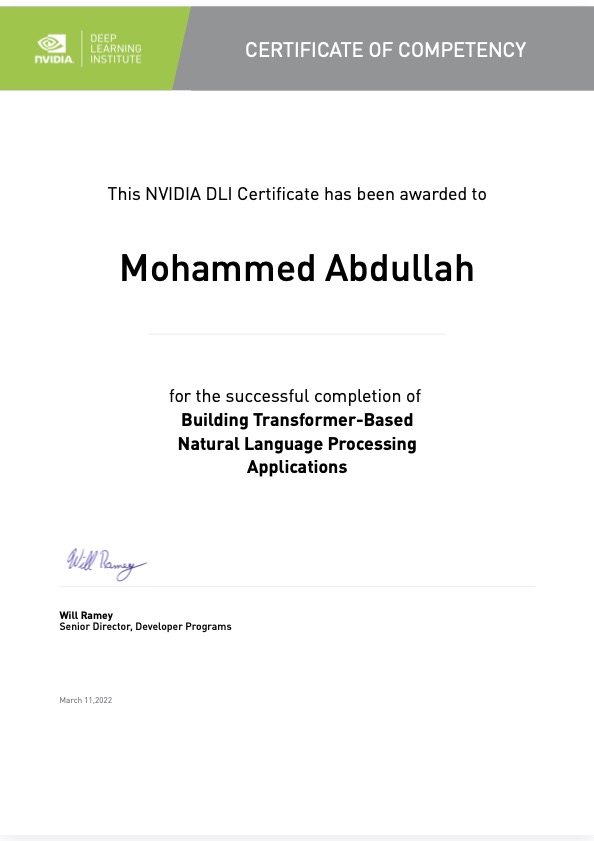 NVIDIA.
DEEP
LEARNING
INSTITUTE
CERTIFICATE OF COMPETENCY
This NVIDIA DLI Certificate has been awarded to
Mohammed Abdullah
for the successful completion of
Building Transformer-Based
Natural Language Processing
Applications
Will Ramey
Will Ramey
Senior Director, Developer Programs
March 11,2022